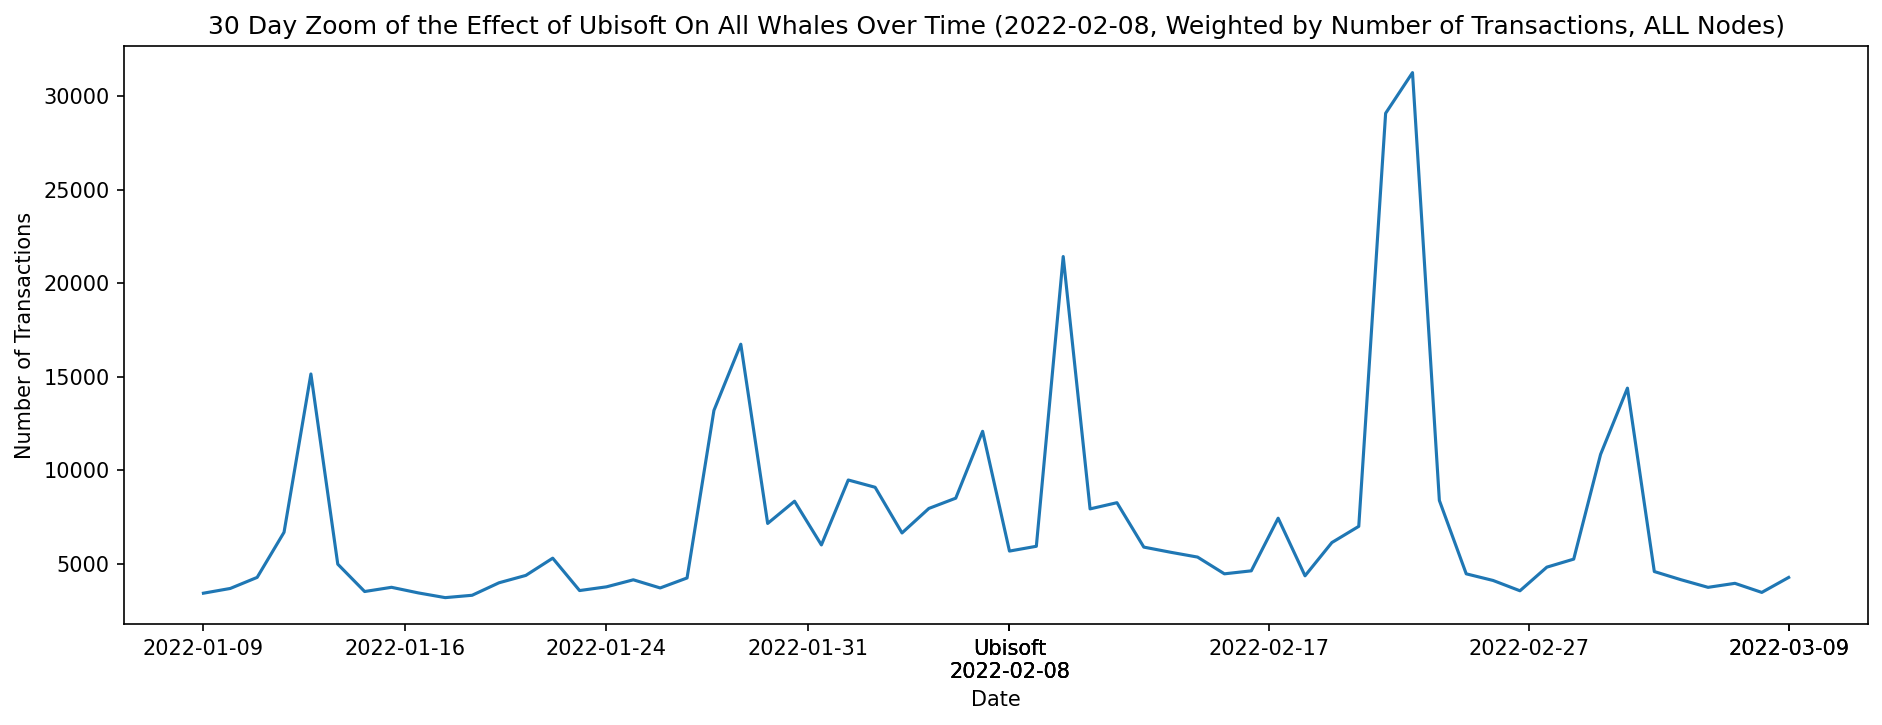 30 Day Zoom of the Effect of Ubisoft On All Whales Over Time (2022-02-08, Weighted by Number of Transactions, ALL Nodes)
30000
25000
20000
15000
10000
5000
Number of Transactions
2022-01-09 2022-01-16 2022-01-24 2022-01-31 Ubisoft 2022-02-17 2022-02-27 2022-03-09
2022-02-08
Date